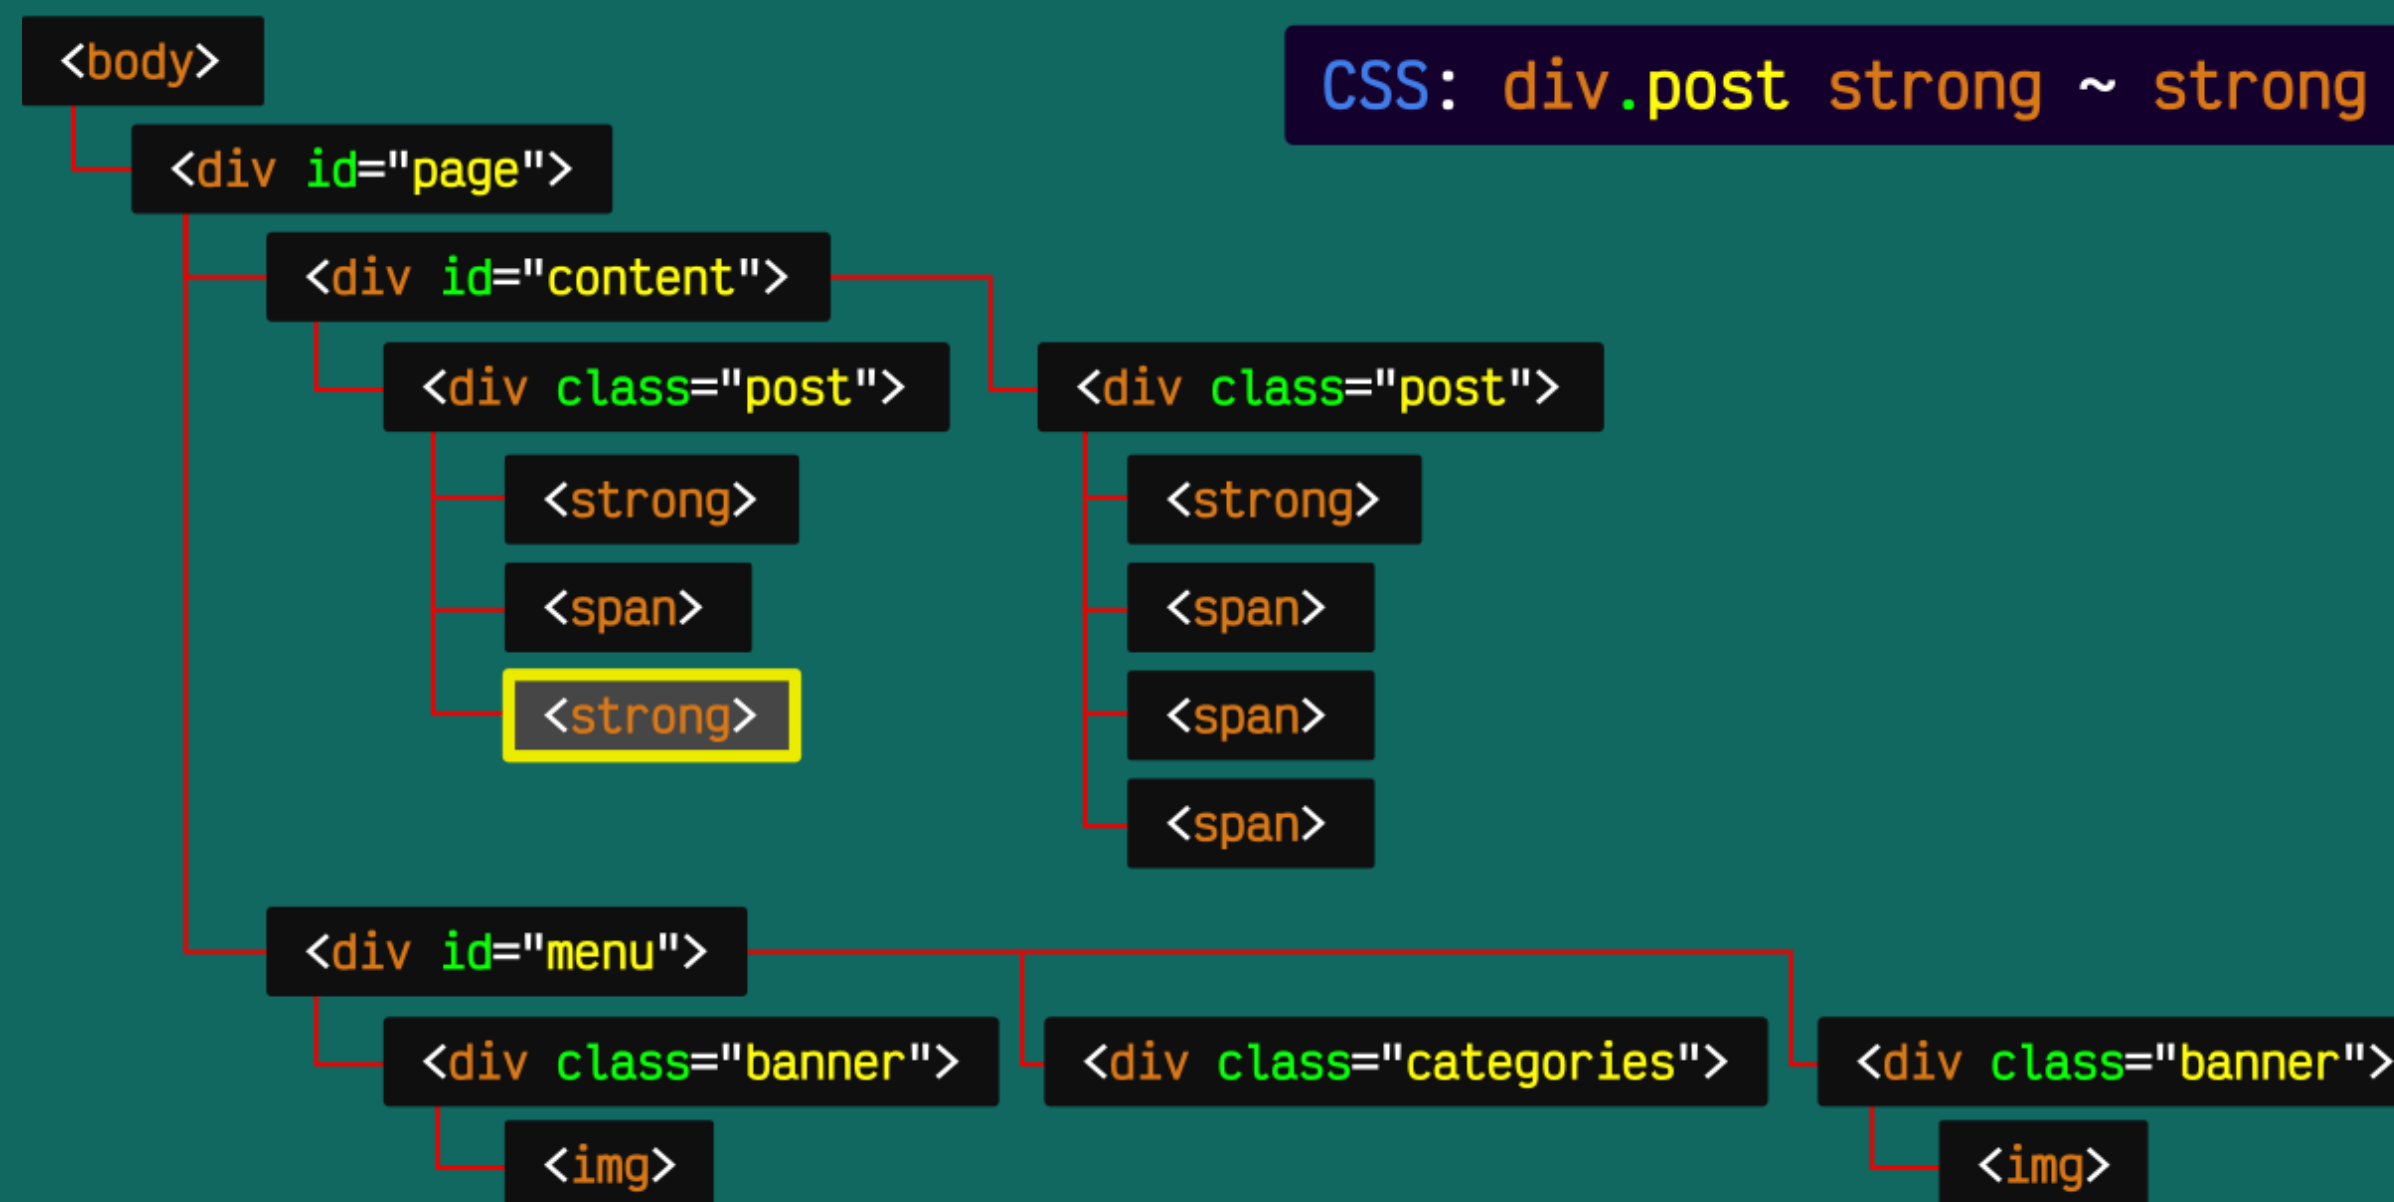 <body>
CSS: div.post strong ~ strong
<div id="page">
<div id="content">
<div class="post">
<div class="post">
<strong>
<strong>
<span>
<span>
<strong>
<span>
<span>
<div id="menu">
<div class="banner">
<div class="categories">
<div class="banner">
<img>
<img>